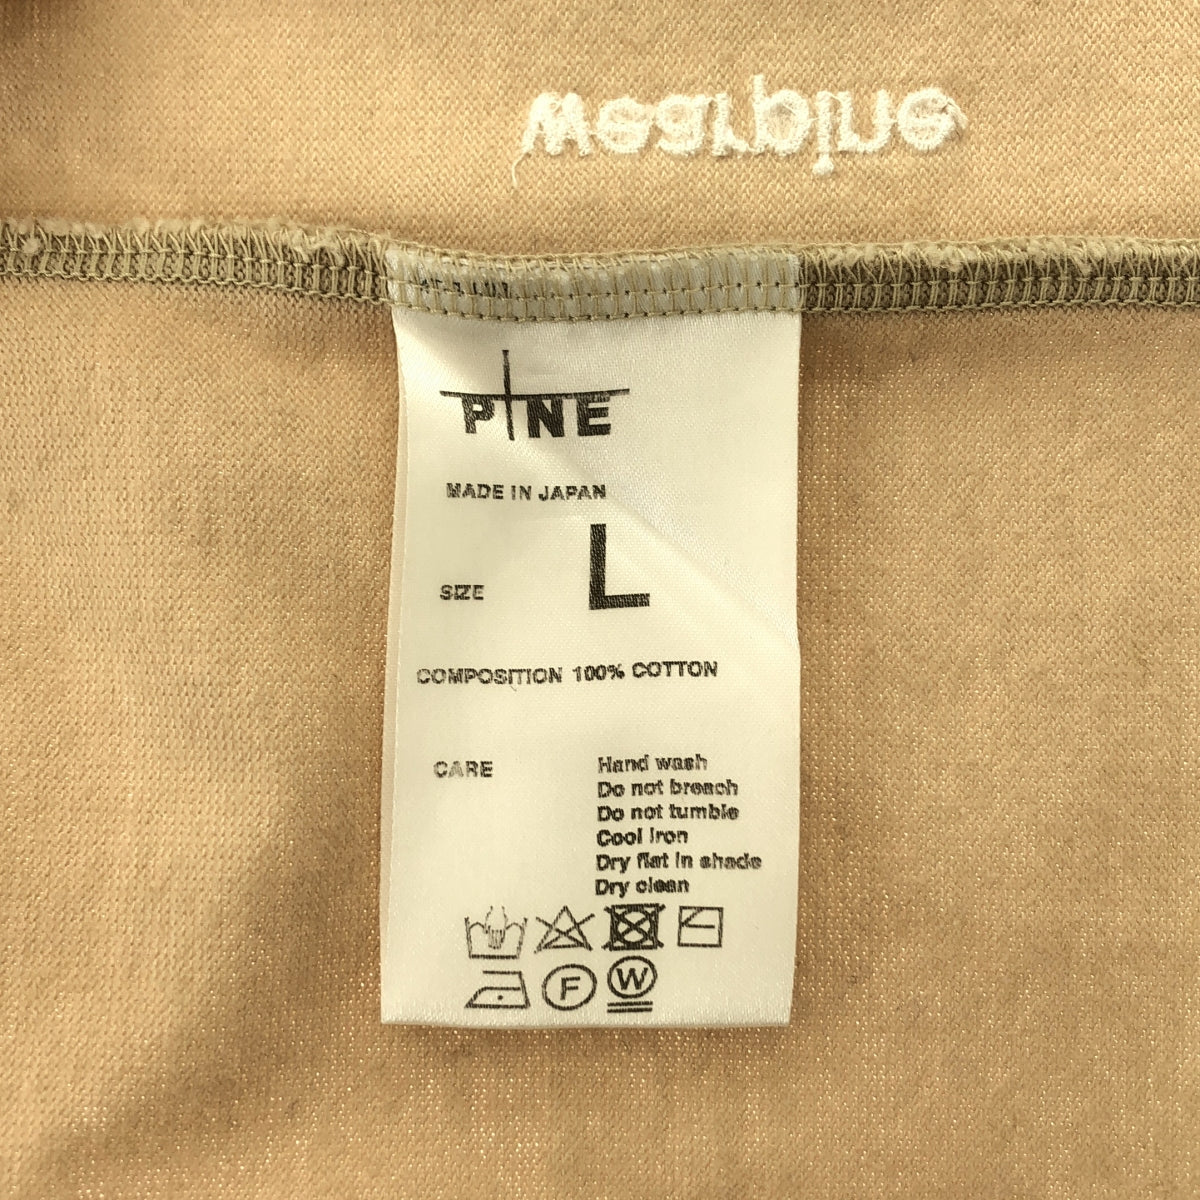 PINE
MADE IN JAPAN
SIZE L
COMPOSITION 100% COTTON
CARE
Hand wash
Do not breach
Do not tumble
Cool iron
Dry flat in shade
Dry clean
F W